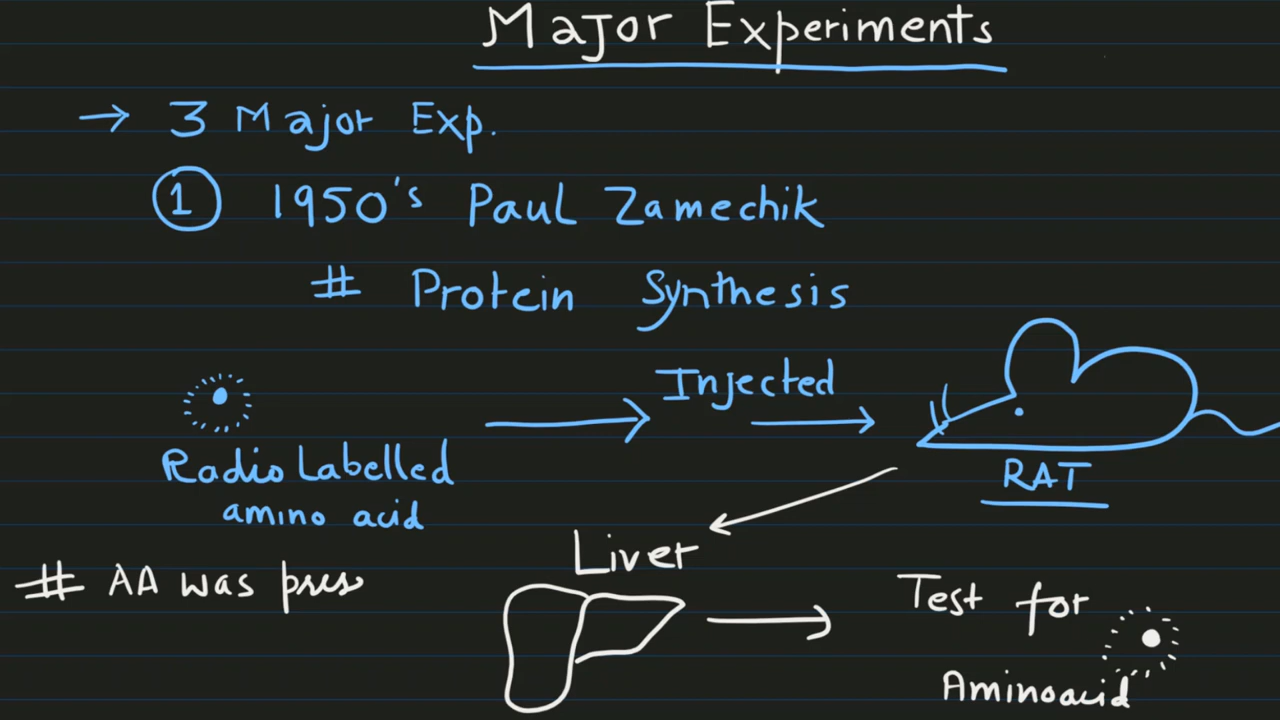 Major Experiments
→ 3 Major Exp.
① 1950's Paul Zamechik
# Protein Synthesis
Injected
Radio Labelled
amino acid
RAT
Liver
# AA was pres
Test for
Aminoacid